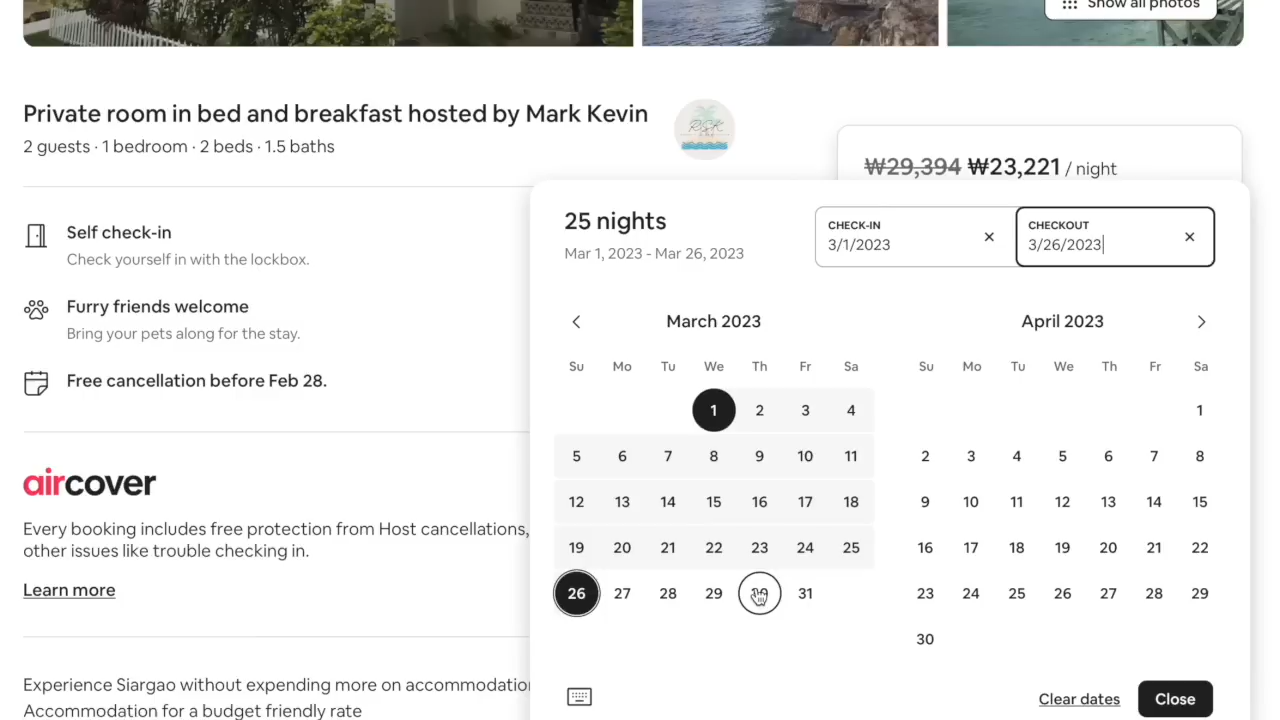 Show all photos
Private room in bed and breakfast hosted by Mark Kevin
2 guests · 1 bedroom · 2 beds · 1.5 baths
₩29,394 ₩23,221 / night
Self check-in
Check yourself in with the lockbox.
Furry friends welcome
Bring your pets along for the stay.
Free cancellation before Feb 28.
aircover
Every booking includes free protection from Host cancellations,
other issues like trouble checking in.
Learn more
Experience Siargao without expending more on
Accommodation for a budget friendly rate
25 nights
Mar 1, 2023 - Mar 26, 2023
CHECK-IN
3/1/2023
CHECKOUT
3/26/2023
March 2023
Su Mo Tu We Th Fr Sa
1 2 3 4
5 6 7 8 9 10 11
12 13 14 15 16 17 18
19 20 21 22 23 24 25
26 27 28 29 31
April 2023
Su Mo Tu We Th Fr Sa
1
2 3 4 5 6 7 8
9 10 11 12 13 14 15
16 17 18 19 20 21 22
23 24 25 26 27 28 29
30
Clear dates
Close